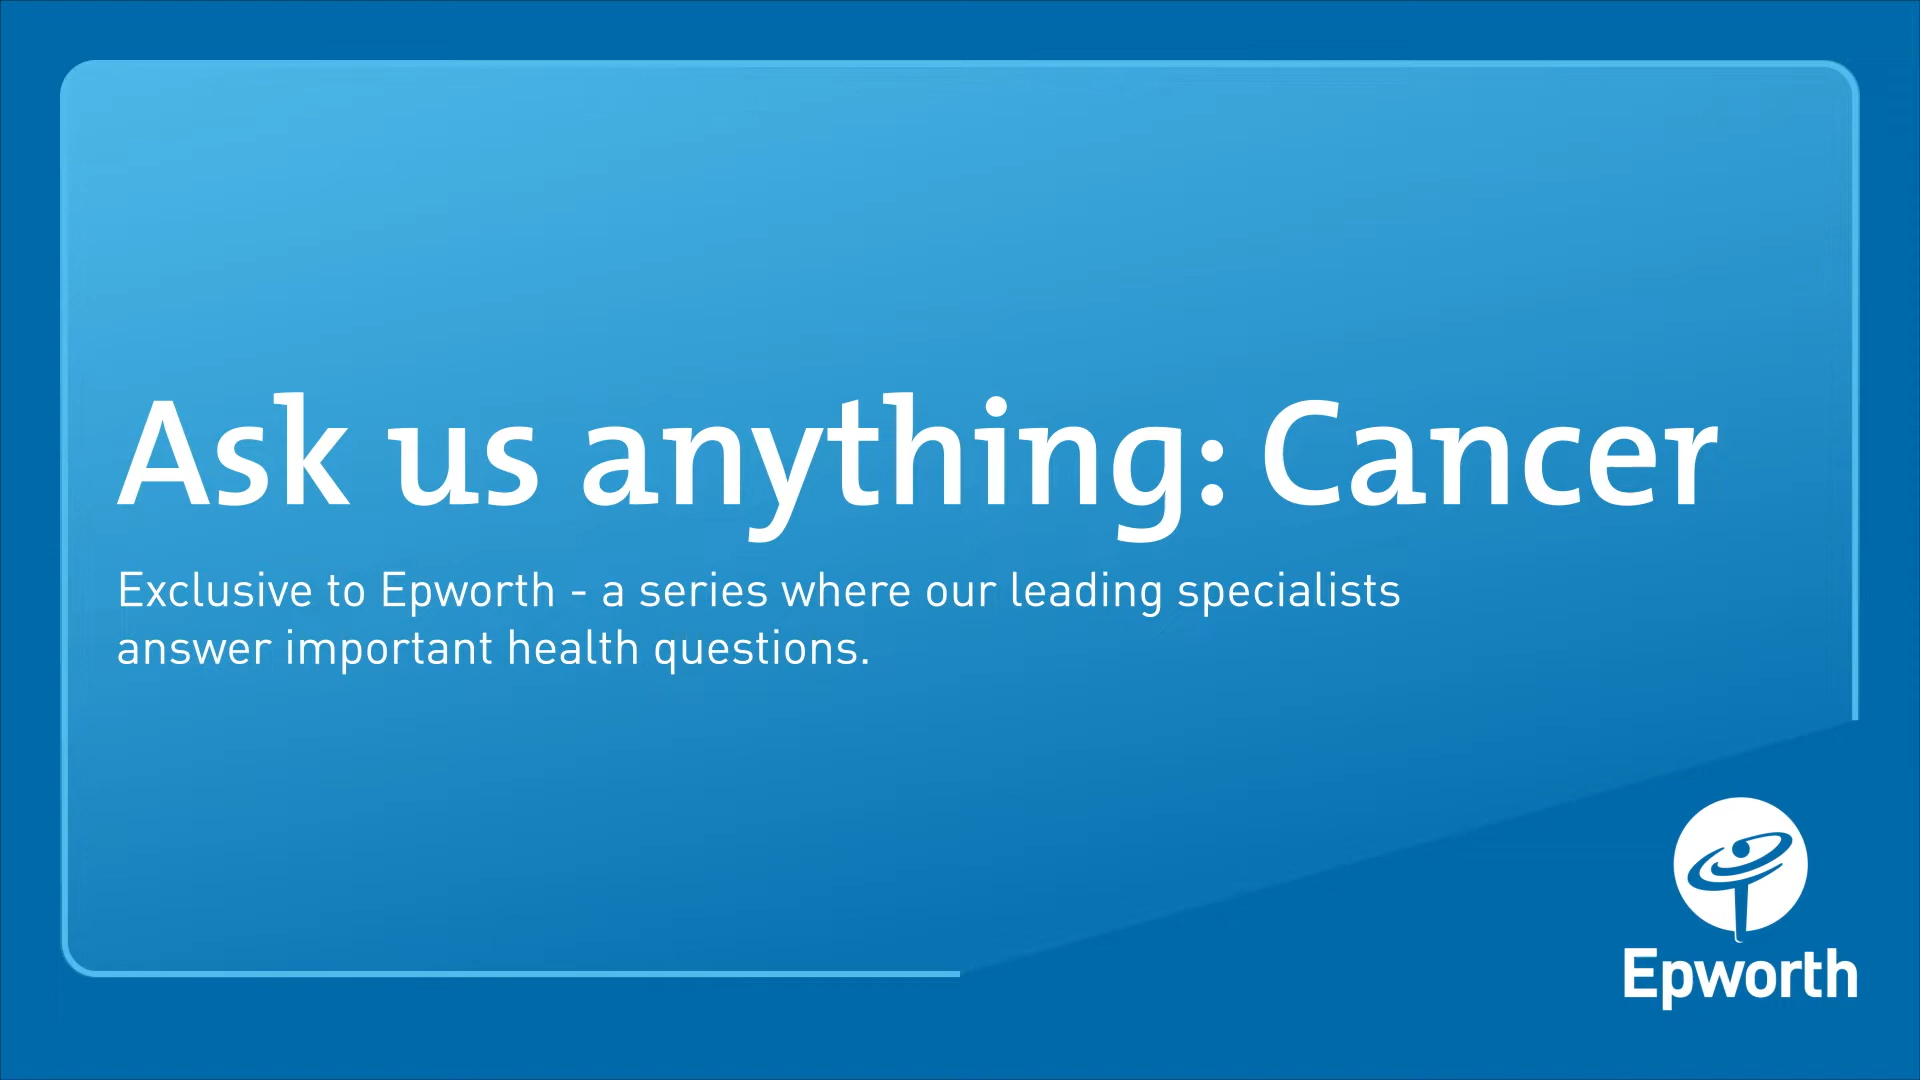 Ask us anything: Cancer
Exclusive to Epworth - a series where our leading specialists
answer important health questions.
Epworth